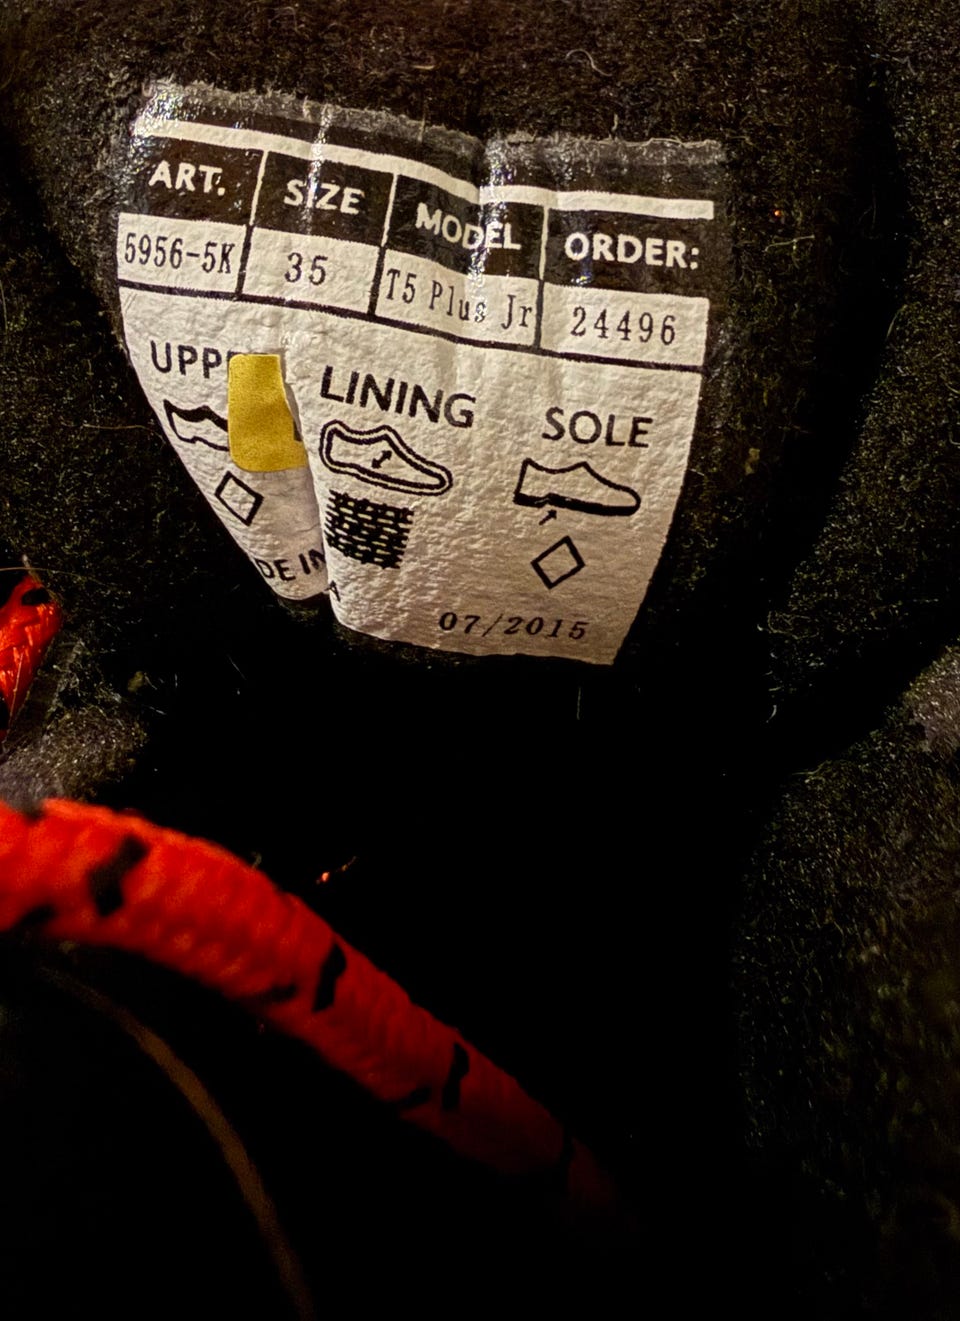 ART. SIZE MODEL ORDER:
5956-5K 35 T5 Plus Jr 24496
LINING SOLE
07/2015